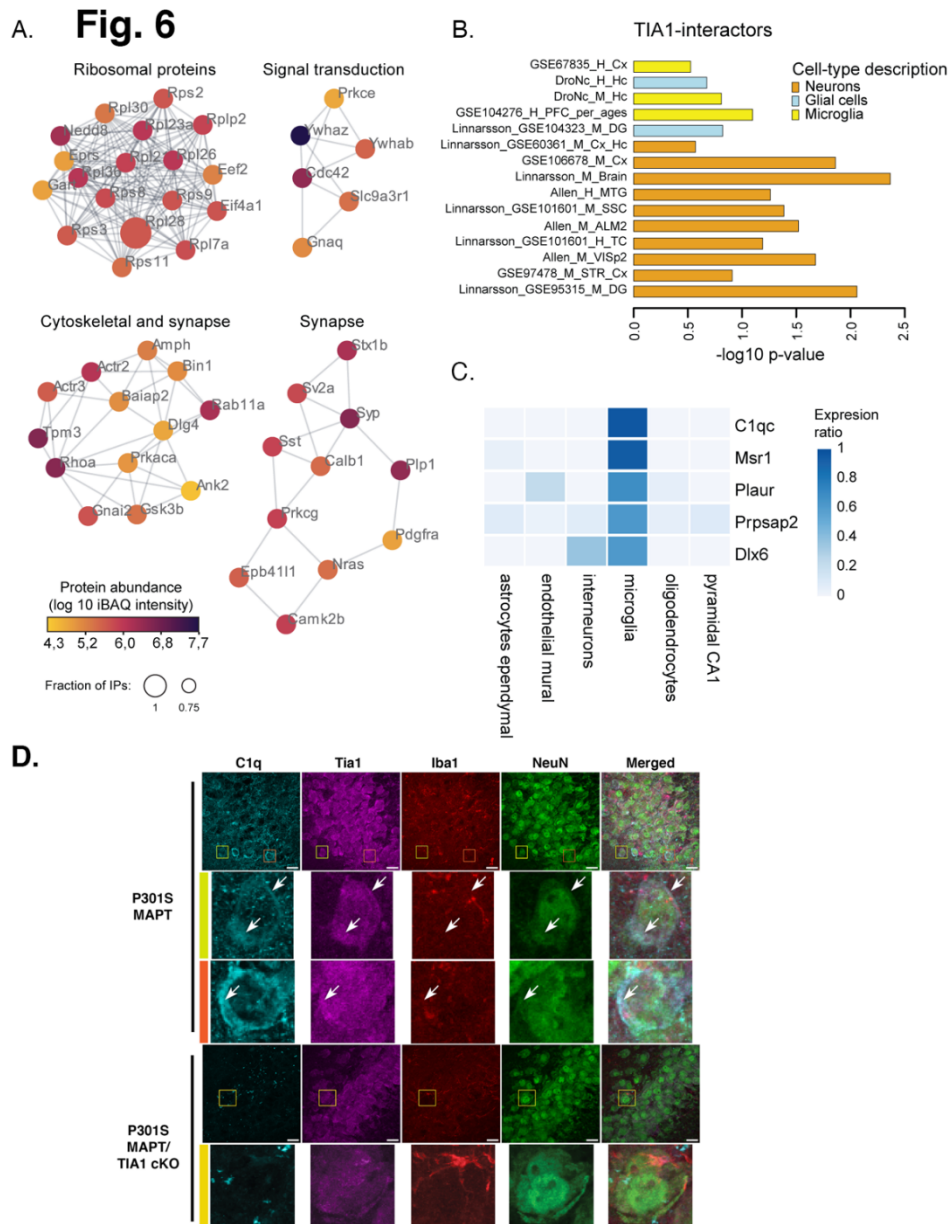 A. Fig. 6
Ribosomal proteins
Rps2
Rpl30
Nedd8
Rpl23a
Rplp2
Eprs
Rpl26
Eef2
Rps8
Rps9
Eif4a1
Rps3
Rpl28
Rps11
Rpl7a
Signal transduction
Prkce
Ywhaz
Ywhab
Cdc42
Slc9a3r1
Gnaq
Cytoskeletal and synapse
Amph
Actr2
Bin1
Actr3
Baiap2
Rab11a
Tpm3
Dlg4
Rhoa
Prkaca
Ank2
Gnai2
Gsk3b
Synapse
Stx1b
Sv2a
Syp
Sst
Calb1
Plp1
Prkcg
Pdgfra
Epb41l1
Nras
Camk2b
Protein abundance
(log 10 iBAQ intensity)
4,3 5,2 6,0 6,8 7,7
Fraction of IPs:
1 0.75
B.
TIA1-interactors
GSE67835_H_Cx
DroNc_H_Hc
DroNc_M_Hc
GSE104276_H_PFC_per_ages
Linnarsson_GSE104323_M_DG
Linnarsson_GSE60361_M_Cx_Hc
GSE106678_M_Cx
Linnarsson_M_Brain
Allen_H_MTG
Linnarsson_GSE101601_M_SSC
Allen_M_ALM2
Linnarsson_GSE101601_H_TC
Allen_M_VISp2
GSE97478_M_STR_Cx
Linnarsson_GSE95315_M_DG
Cell-type description
Neurons
Glial cells
Microglia
0.0 0.5 1.0 1.5 2.0 2.5
-log10 p-value
C.
C1qc
Msr1
Plaur
Prpsap2
Dlx6
Expresion
ratio
1
0.8
0.6
0.4
0.2
0
astrocytes ependymal
endothelial mural
interneurons
microglia
oligodendrocytes
pyramidal CA1
D.
C1q Tia1 Iba1 NeuN Merged
P301S
MAPT
P301S
MAPT/
TIA1 cKO